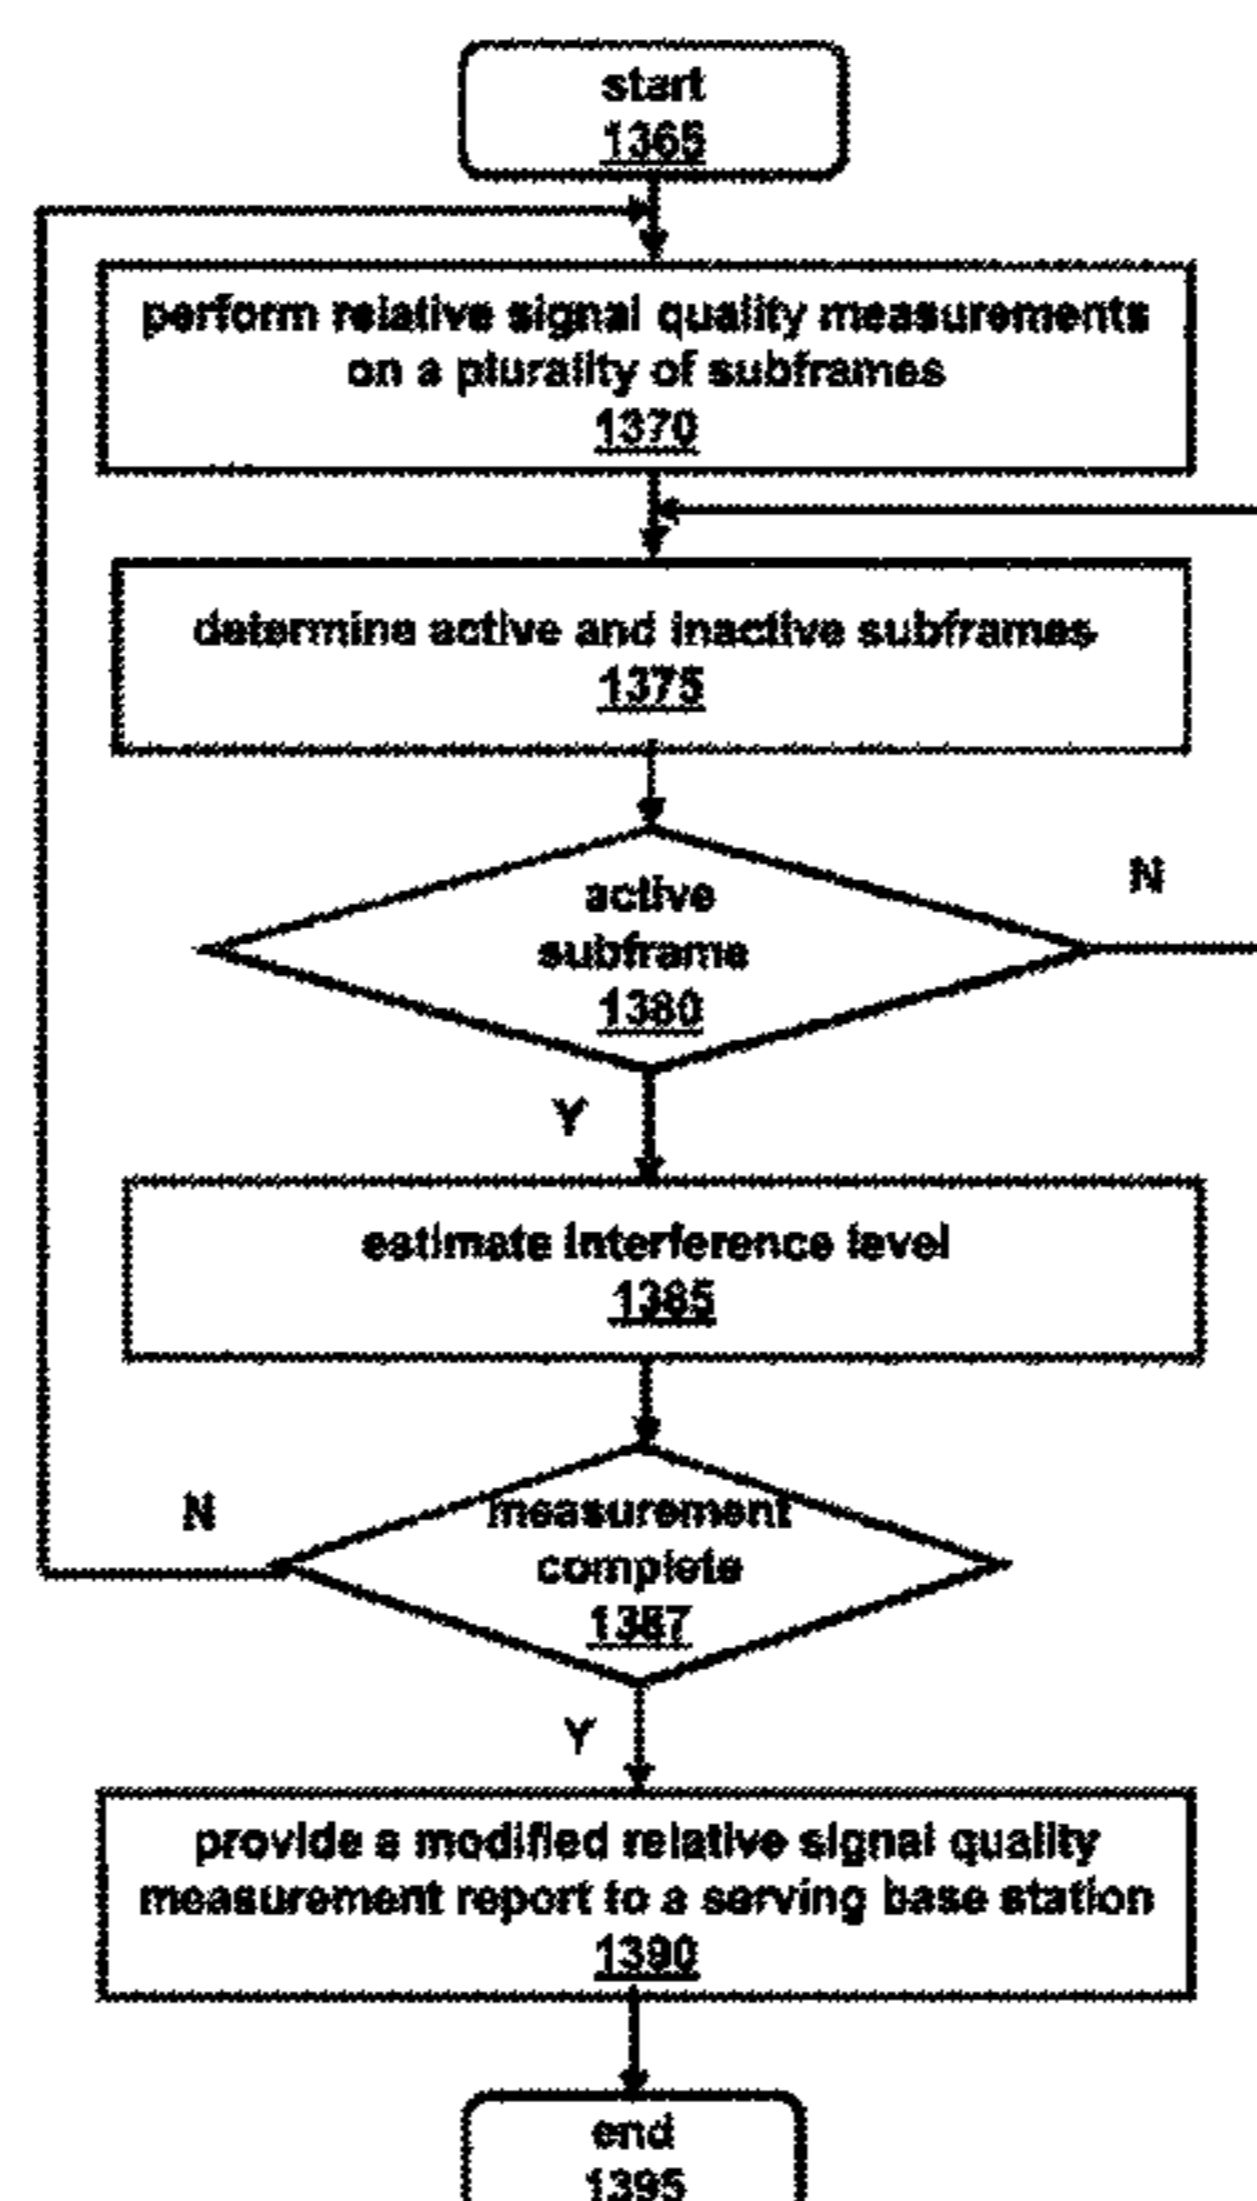 start
1365
perform relative signal quality measurements
on a plurality of subframes
1370
determine active and inactive subframes
1375
active
subframe
1380
N
Y
estimate interference level
1385
measurement
complete
1387
N
Y
provide a modified relative signal quality
measurement report to a serving base station
1390
end
1395